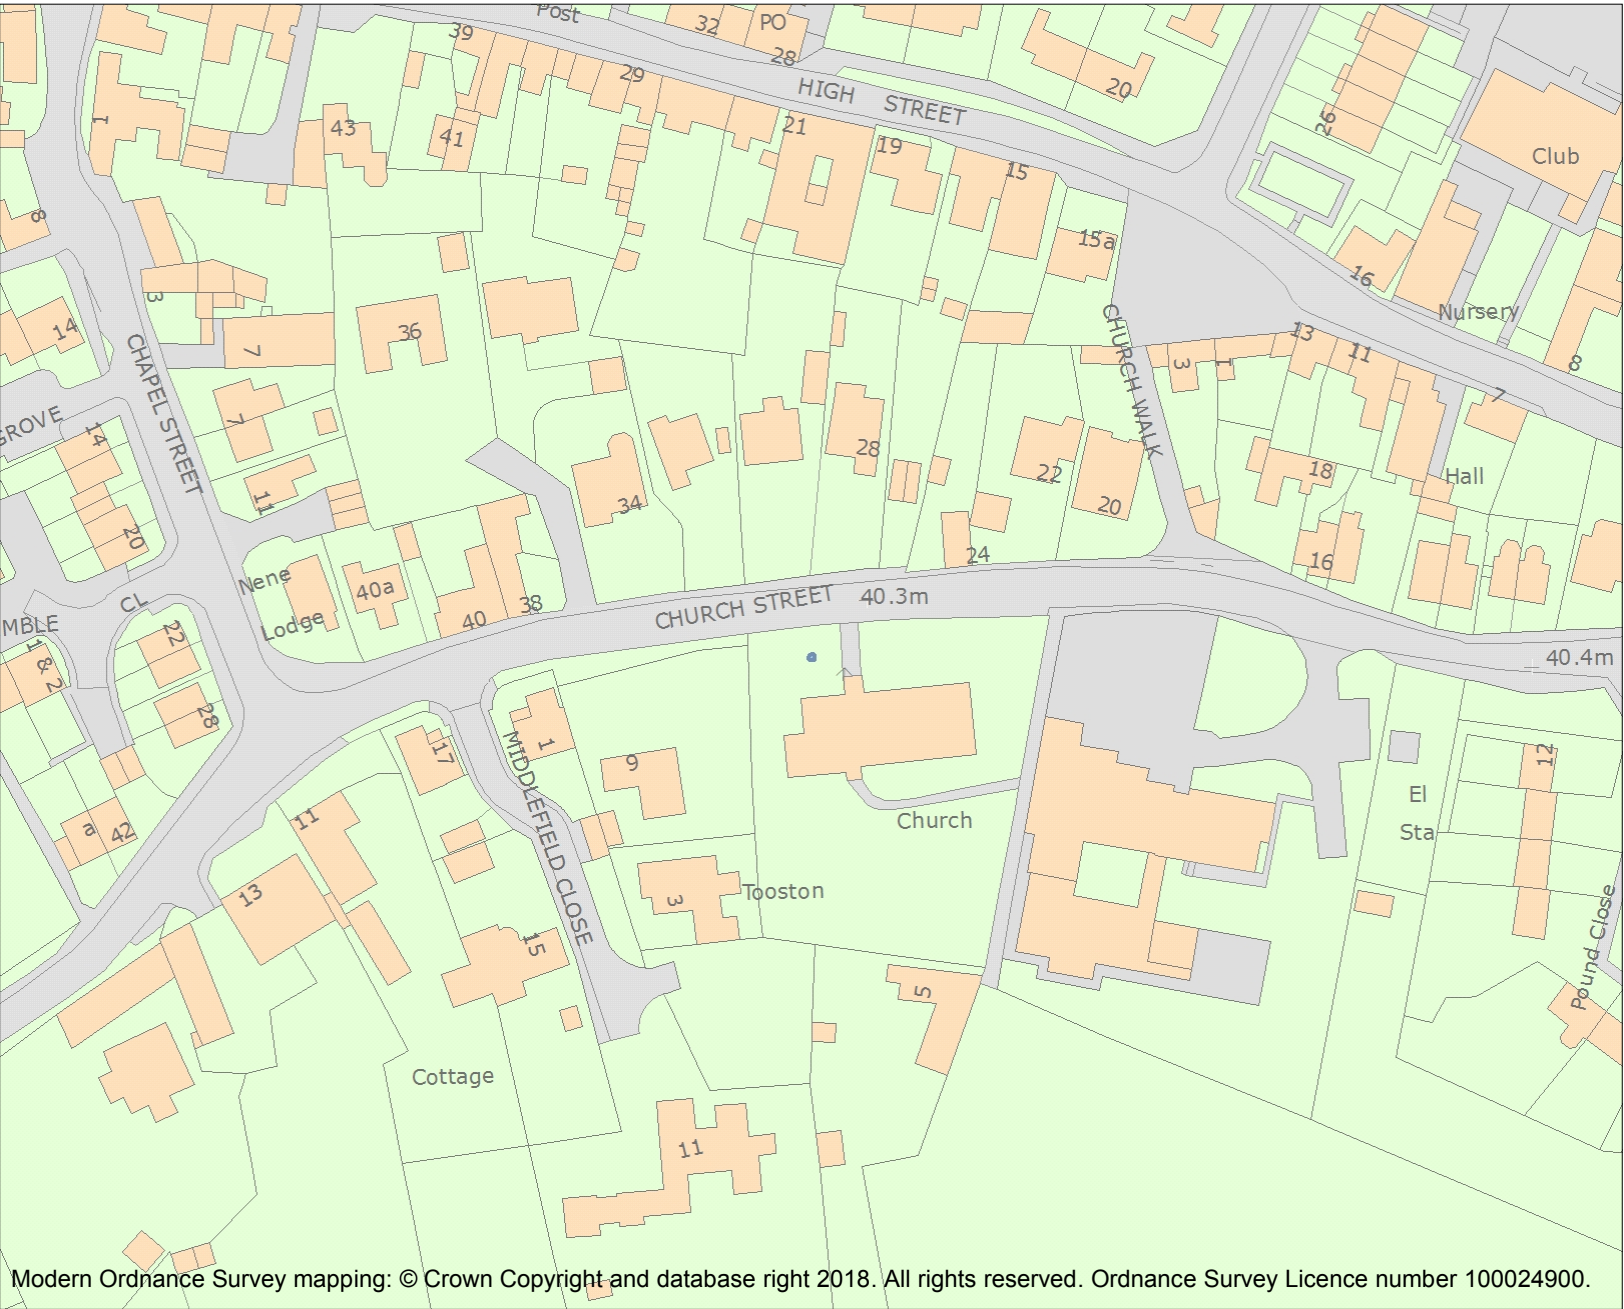 Post
32
PO
28
39
29
HIGH STREET
20
26
Club
1
43
41
21
19
15
8
15a
16
3
Nursery
14
36
7
CHURCH WALK
13
11
3
1
8
CHAPEL STREET
7
7
GROVE
14
28
22
18
Hall
11
34
20
20
24
16
Nene
Lodge
40a
40
38
CHURCH STREET
40.3m
CL
MBLE
1 & 2
22
40.4m
28
17
1
MIDDLEFIELD CLOSE
9
12
El
Sta
11
a
42
Church
13
3
Tooston
15
Pound Close
5
Cottage
11
Modern Ordnance Survey mapping: © Crown Copyright and database right 2018. All rights reserved. Ordnance Survey Licence number 100024900.